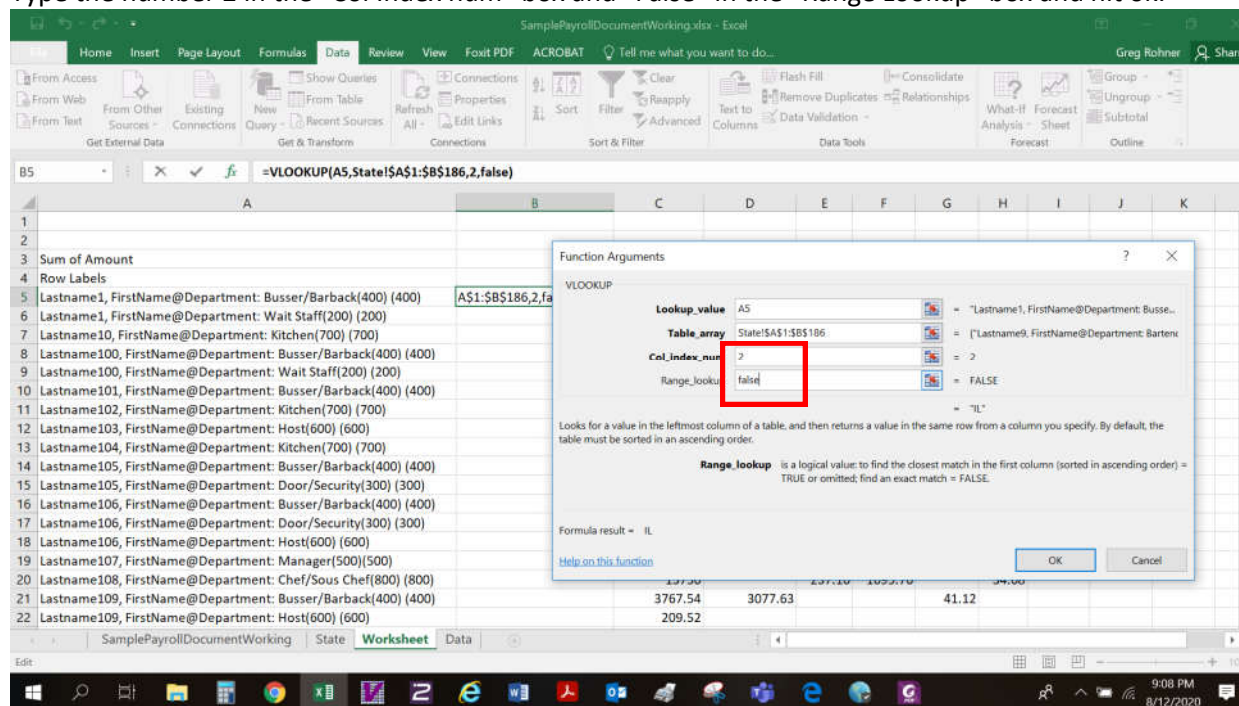 Type the number 2 in the "Col Index num" box and "False" in the "Range Lookup" box and hit ok.
SamplePayrollDocumentWorking.xlsx - Excel
Home Insert Page Layout Formulas Data Review View Foxit PDF ACROBAT Tell me what you want to do... Greg Rohner Shar
From Access
From Web
From Text
From Other Sources
Existing Connections
Get External Data
New Query
Show Queries
From Table
Recent Sources
Get & Transform
Refresh All
Connections
Properties
Edit Links
Connections
Sort
Filter
Clear
Reapply
Advanced
Sort & Filter
Text to Columns
Flash Fill
Remove Duplicates
Data Validation
Consolidate
Relationships
Data Tools
What-If Analysis
Forecast Sheet
Forecast
Group
Ungroup
Subtotal
Outline
B5 fx =VLOOKUP(A5,State!$A$1:$B$186,2,false)
A B C D E F G H I J K
1
2
3 Sum of Amount
4 Row Labels
5 Lastname1, FirstName@Department: Busser/Barback(400) (400) A$1:$B$186,2,fa
6 Lastname1, FirstName@Department: Wait Staff(200) (200)
7 Lastname10, FirstName@Department: Kitchen(700) (700)
8 Lastname100, FirstName@Department: Busser/Barback(400) (400)
9 Lastname100, FirstName@Department: Wait Staff(200) (200)
10 Lastname101, FirstName@Department: Busser/Barback(400) (400)
11 Lastname102, FirstName@Department: Kitchen(700) (700)
12 Lastname103, FirstName@Department: Host(600) (600)
13 Lastname104, FirstName@Department: Kitchen(700) (700)
14 Lastname105, FirstName@Department: Busser/Barback(400) (400)
15 Lastname105, FirstName@Department: Door/Security(300) (300)
16 Lastname106, FirstName@Department: Busser/Barback(400) (400)
17 Lastname106, FirstName@Department: Door/Security(300) (300)
18 Lastname106, FirstName@Department: Host(600) (600)
19 Lastname107, FirstName@Department: Manager(500)(500)
20 Lastname108, FirstName@Department: Chef/Sous Chef(800) (800)
21 Lastname109, FirstName@Department: Busser/Barback(400) (400) 3767.54 3077.63 41.12
22 Lastname109, FirstName@Department: Host(600) (600) 209.52
Function Arguments ? ×
VLOOKUP
Lookup_value A5 = "Lastname1, FirstName@Department: Busse...
Table_array State!$A$1:$B$186 = {"Lastname9, FirstName@Department: Bartend
Col_index_num 2 = 2
Range_looku false = FALSE
= "IL"
Looks for a value in the leftmost column of a table, and then returns a value in the same row from a column you specify. By default, the
table must be sorted in an ascending order.
Range_lookup is a logical value: to find the closest match in the first column (sorted in ascending order) =
TRUE or omitted; find an exact match = FALSE.
Formula result = IL
Help on this function
OK Cancel
SamplePayrollDocumentWorking State Worksheet Data
Edit
9:08 PM
8/12/2020